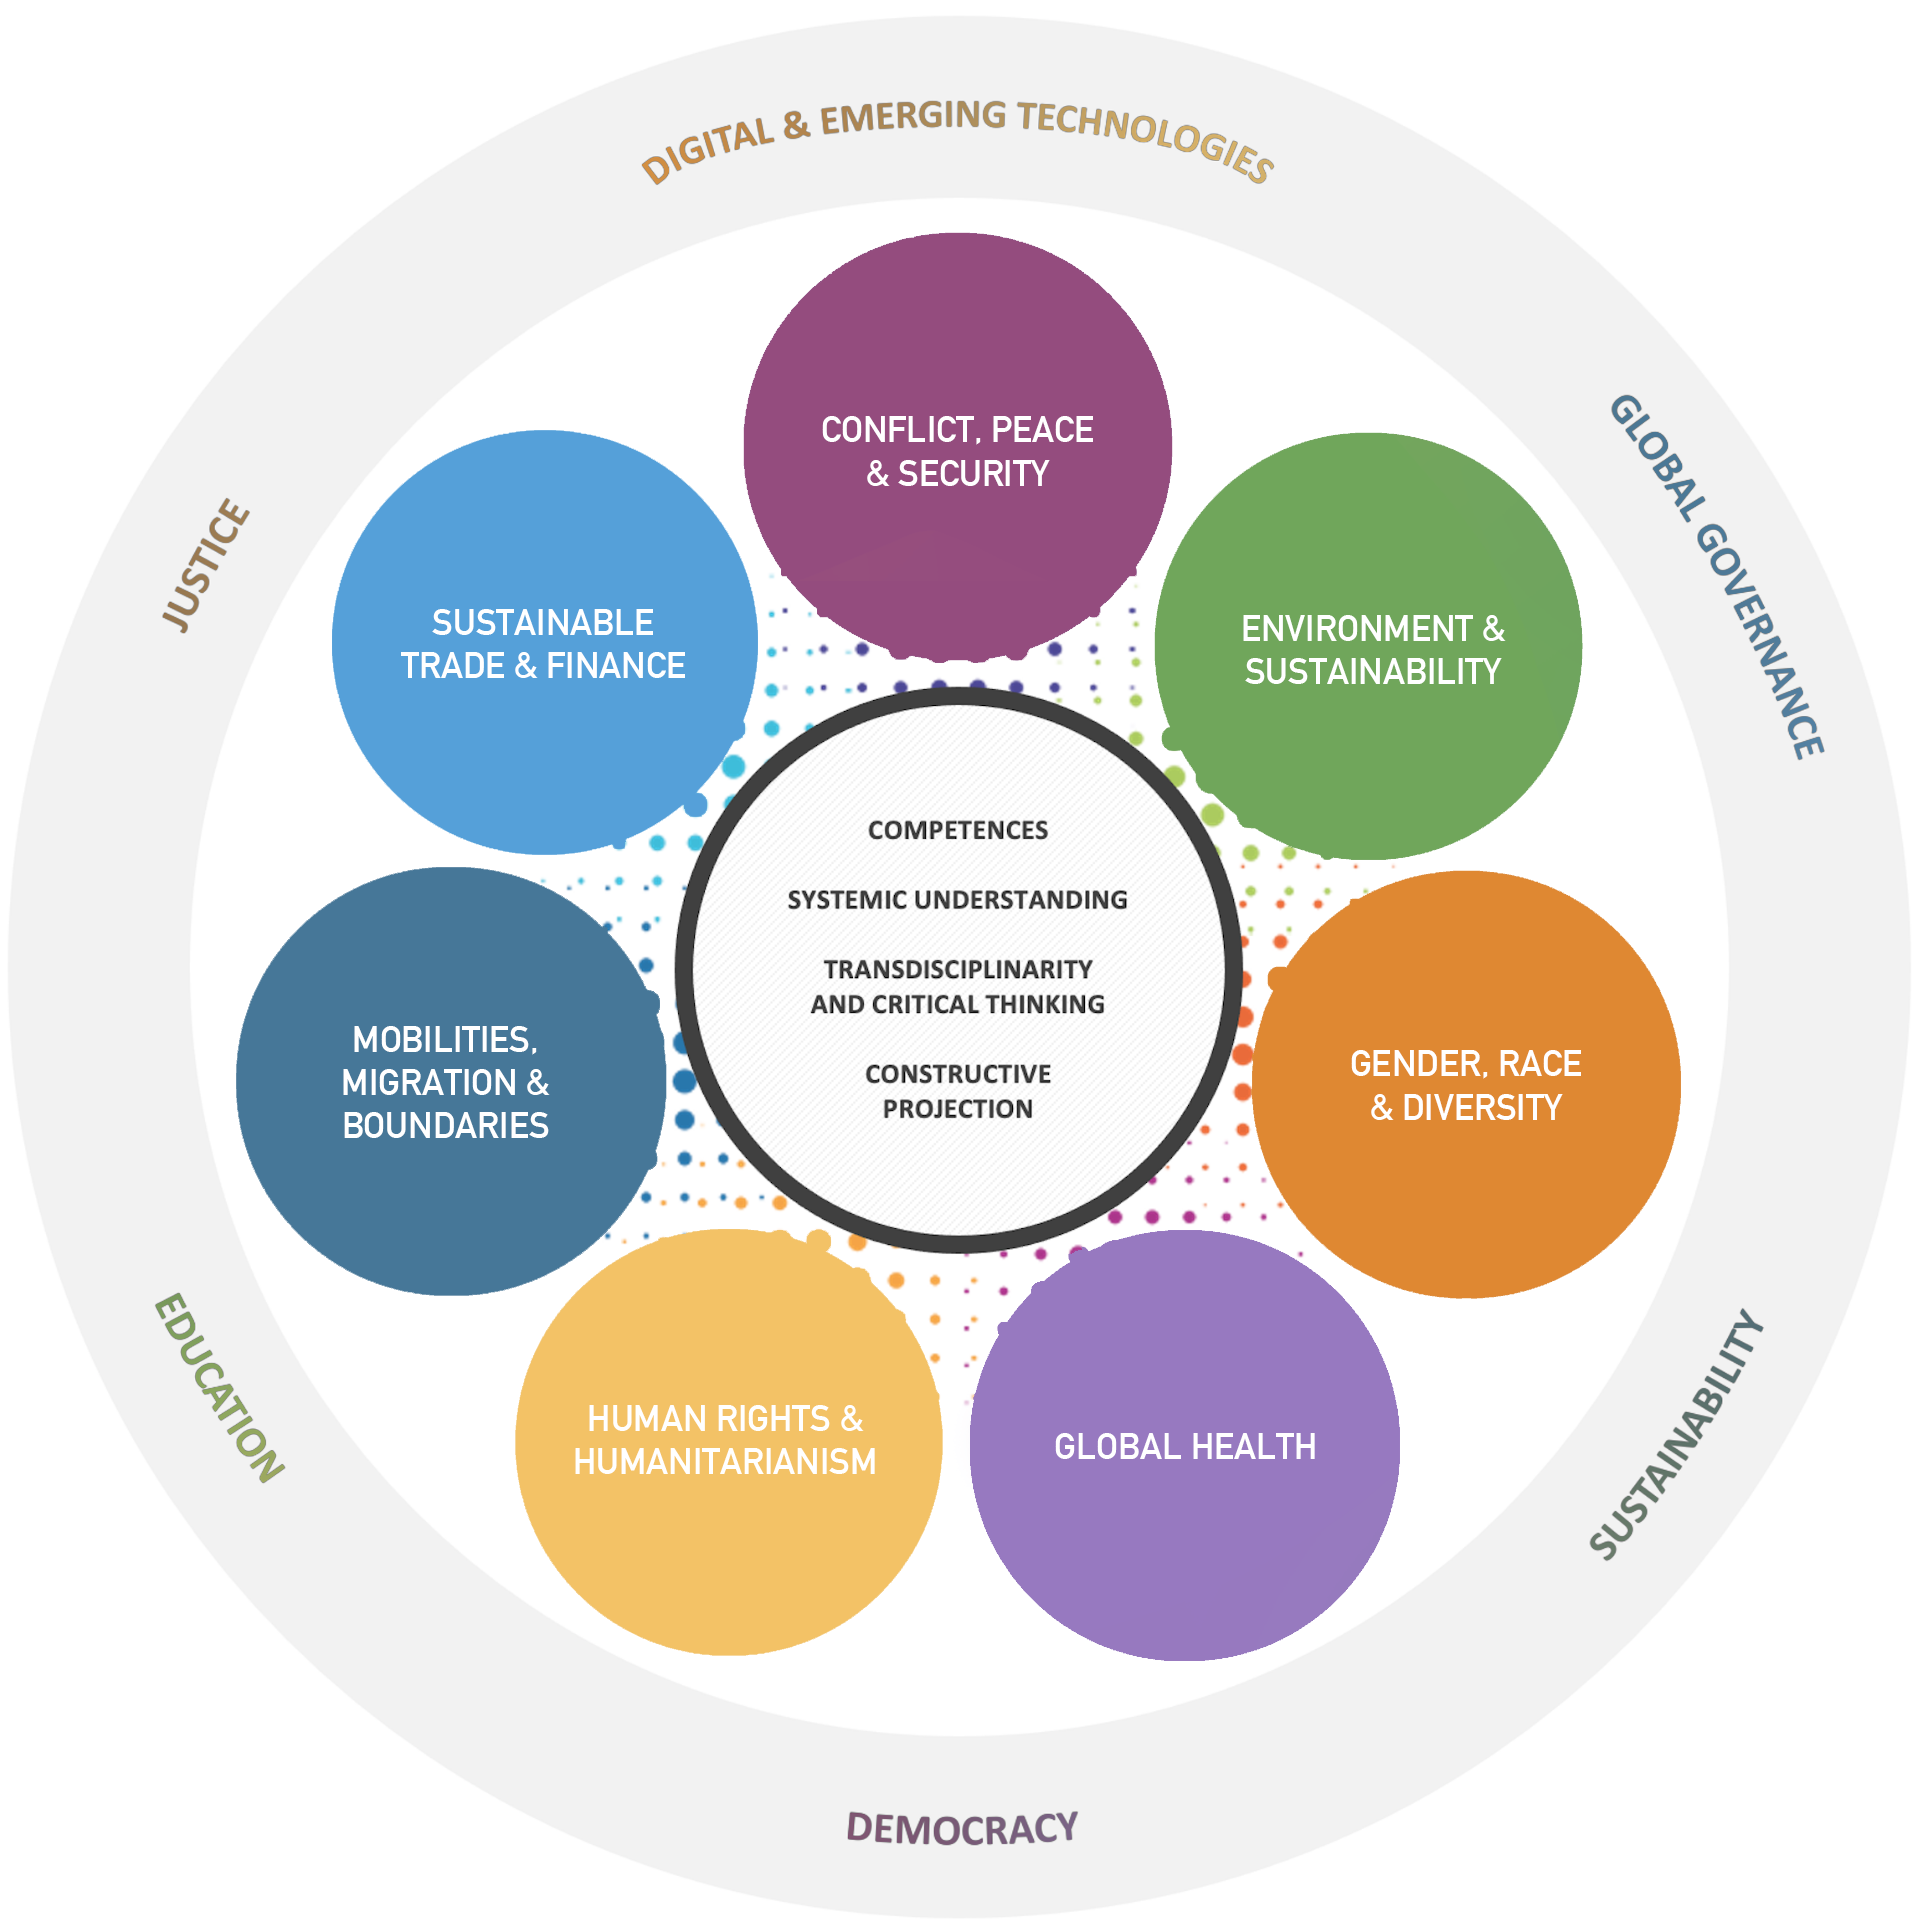 DIGITAL & EMERGING TECHNOLOGIES
GLOBAL GOVERNANCE
SUSTAINABILITY
DEMOCRACY
EDUCATION
JUSTICE
CONFLICT, PEACE
& SECURITY
ENVIRONMENT &
SUSTAINABILITY
GENDER, RACE
& DIVERSITY
GLOBAL HEALTH
HUMAN RIGHTS &
HUMANITARIANISM
MOBILITIES,
MIGRATION &
BOUNDARIES
SUSTAINABLE
TRADE & FINANCE
COMPETENCES
SYSTEMIC UNDERSTANDING
TRANSDISCIPLINARITY
AND CRITICAL THINKING
CONSTRUCTIVE
PROJECTION